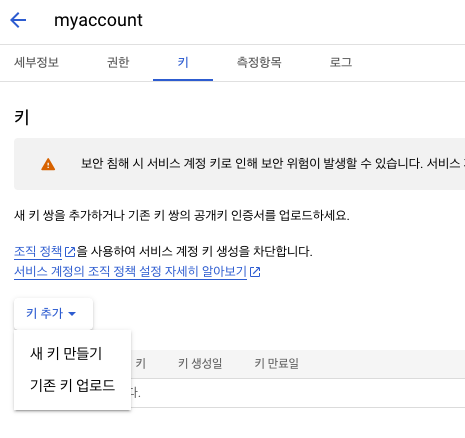 myaccount
세부정보 권한 키 측정항목 로그
키
보안 침해 시 서비스 계정 키로 인해 보안 위험이 발생할 수 있습니다. 서비스
새 키 쌍을 추가하거나 기존 키 쌍의 공개키 인증서를 업로드하세요.
조직 정책을 사용하여 서비스 계정 키 생성을 차단합니다.
서비스 계정의 조직 정책 설정 자세히 알아보기
키 추가
새 키 만들기
기존 키 업로드
키 키 생성일 키 만료일
다.